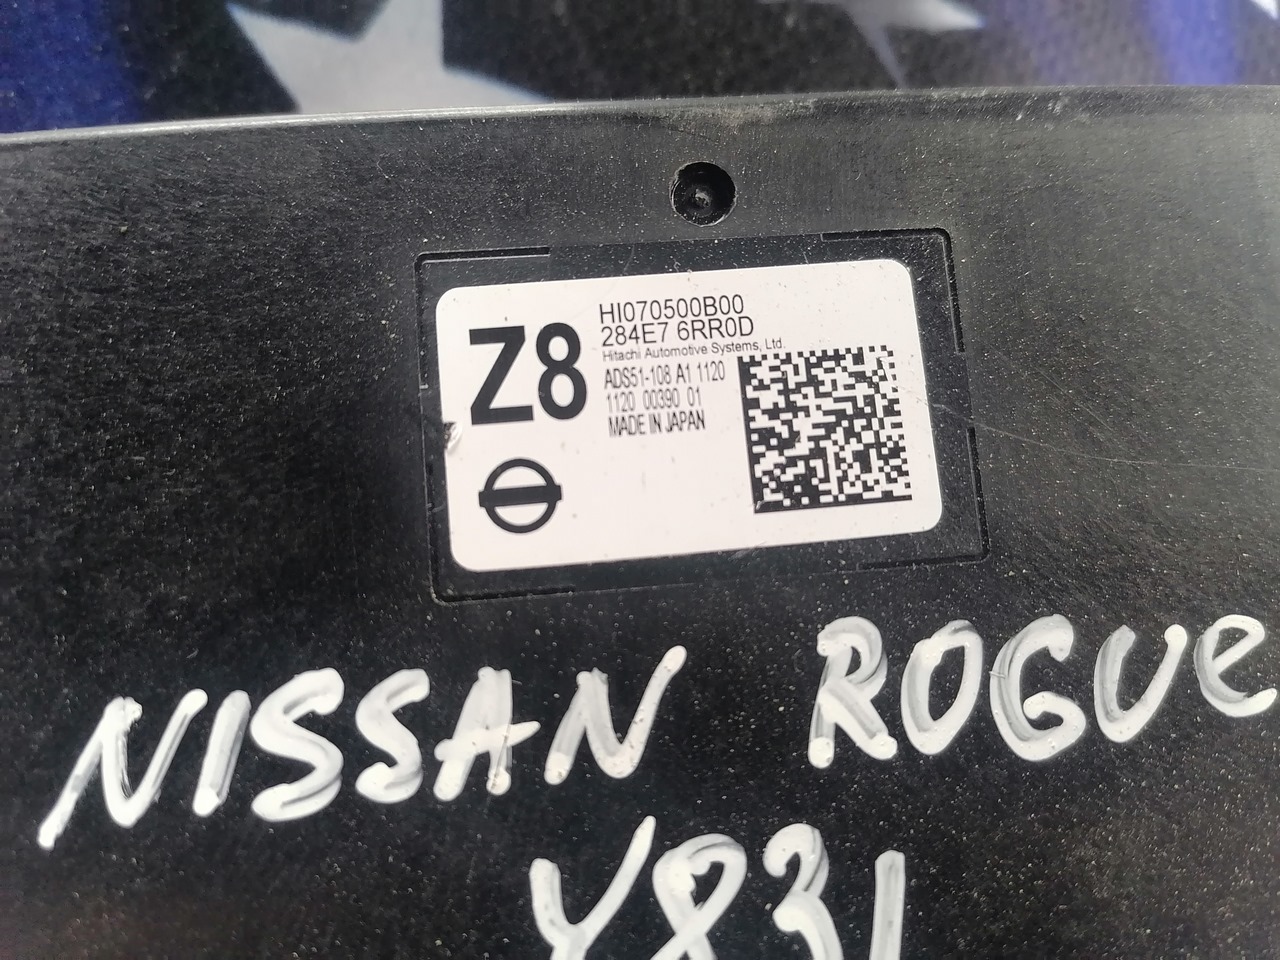 Z8
HI070500B00
284E7 6RR0D
Hitachi Automotive Systems, Ltd.
ADS51-108 A1 1120
1120 00390 01
MADE IN JAPAN
NISSAN ROGUE
Y831